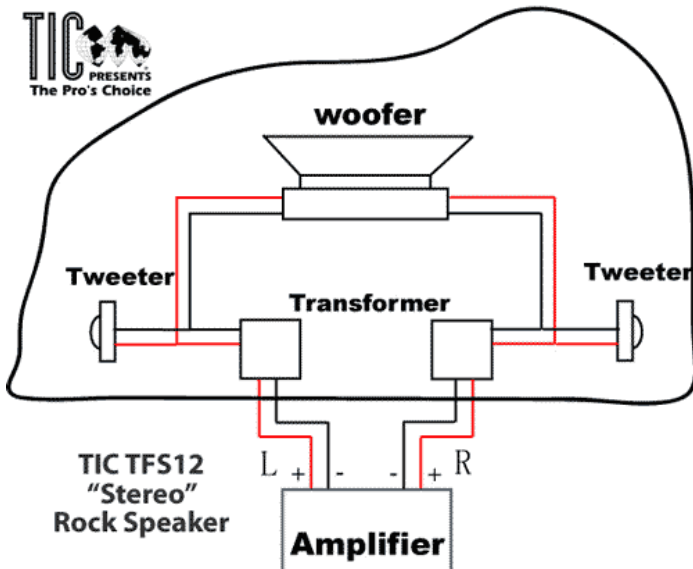 TIC
PRESENTS
The Pro's Choice
woofer
Tweeter
Tweeter
Transformer
L + - - + R
TIC TFS12
“Stereo”
Rock Speaker
Amplifier